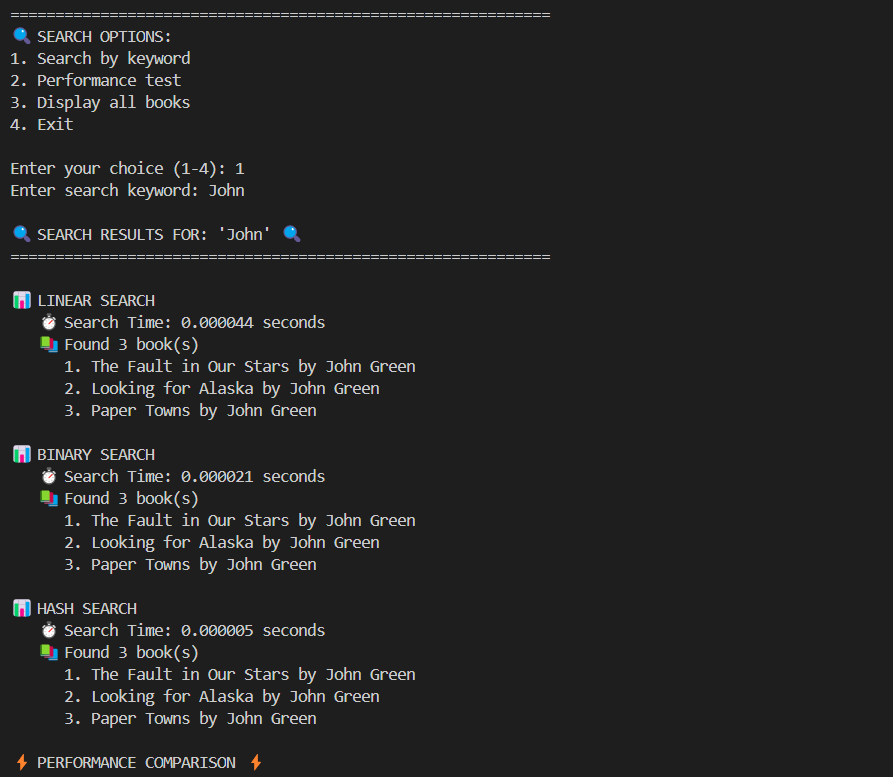 ============================================================
🔍 SEARCH OPTIONS:
1. Search by keyword
2. Performance test
3. Display all books
4. Exit
Enter your choice (1-4): 1
Enter search keyword: John
🔍 SEARCH RESULTS FOR: 'John' 🔍
============================================================
📊 LINEAR SEARCH
⏱ Search Time: 0.000044 seconds
📚 Found 3 book(s)
1. The Fault in Our Stars by John Green
2. Looking for Alaska by John Green
3. Paper Towns by John Green
📊 BINARY SEARCH
⏱ Search Time: 0.000021 seconds
📚 Found 3 book(s)
1. The Fault in Our Stars by John Green
2. Looking for Alaska by John Green
3. Paper Towns by John Green
📊 HASH SEARCH
⏱ Search Time: 0.000005 seconds
📚 Found 3 book(s)
1. The Fault in Our Stars by John Green
2. Looking for Alaska by John Green
3. Paper Towns by John Green
⚡ PERFORMANCE COMPARISON ⚡